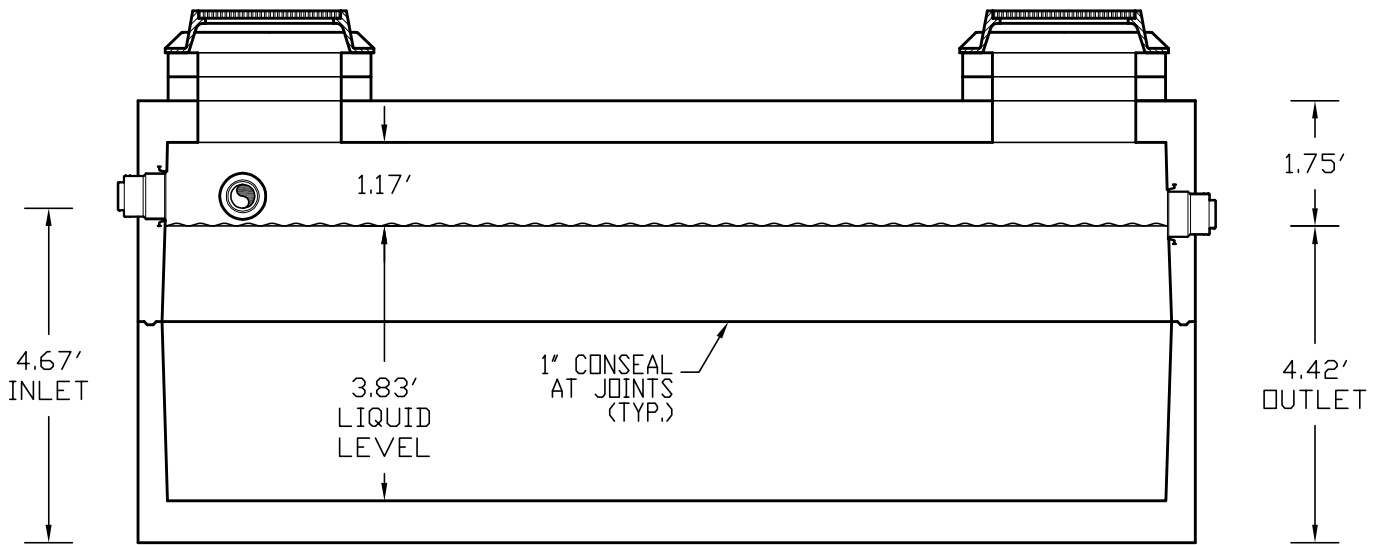 1.17′
1.75′
4.67′
INLET
3.83′
LIQUID
LEVEL
1″ CONSEAL
AT JOINTS
(TYP.)
4.42′
OUTLET